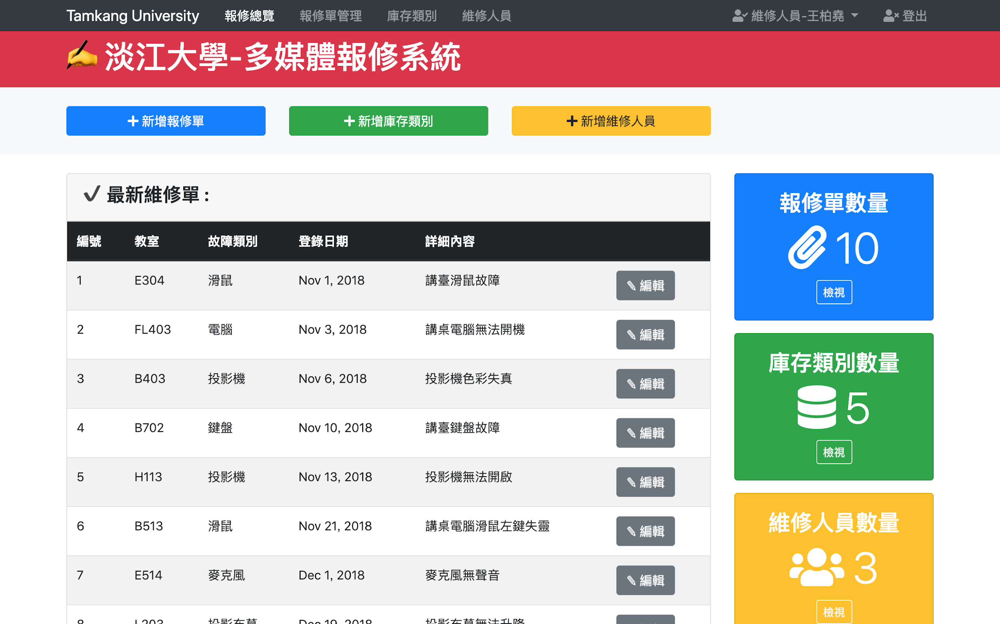 Tamkang University 報修總覽 報修單管理 庫存類別 維修人員 維修人員-王柏堯 登出
淡江大學-多媒體報修系統
新增報修單 新增庫存類別 新增維修人員
最新維修單 :
編號 教室 故障類別 登錄日期 詳細內容
1 E304 滑鼠 Nov 1, 2018 講臺滑鼠故障 編輯
2 FL403 電腦 Nov 3, 2018 講桌電腦無法開機 編輯
3 B403 投影機 Nov 6, 2018 投影機色彩失真 編輯
4 B702 鍵盤 Nov 10, 2018 講臺鍵盤故障 編輯
5 H113 投影機 Nov 13, 2018 投影機無法開啟 編輯
6 B513 滑鼠 Nov 21, 2018 講桌電腦滑鼠左鍵失靈 編輯
7 E514 麥克風 Dec 1, 2018 麥克風無聲音 編輯
8 L203 投影布幕 Dec 19, 2018 投影布幕無法升降
報修單數量
10
檢視
庫存類別數量
5
檢視
維修人員數量
3
檢視